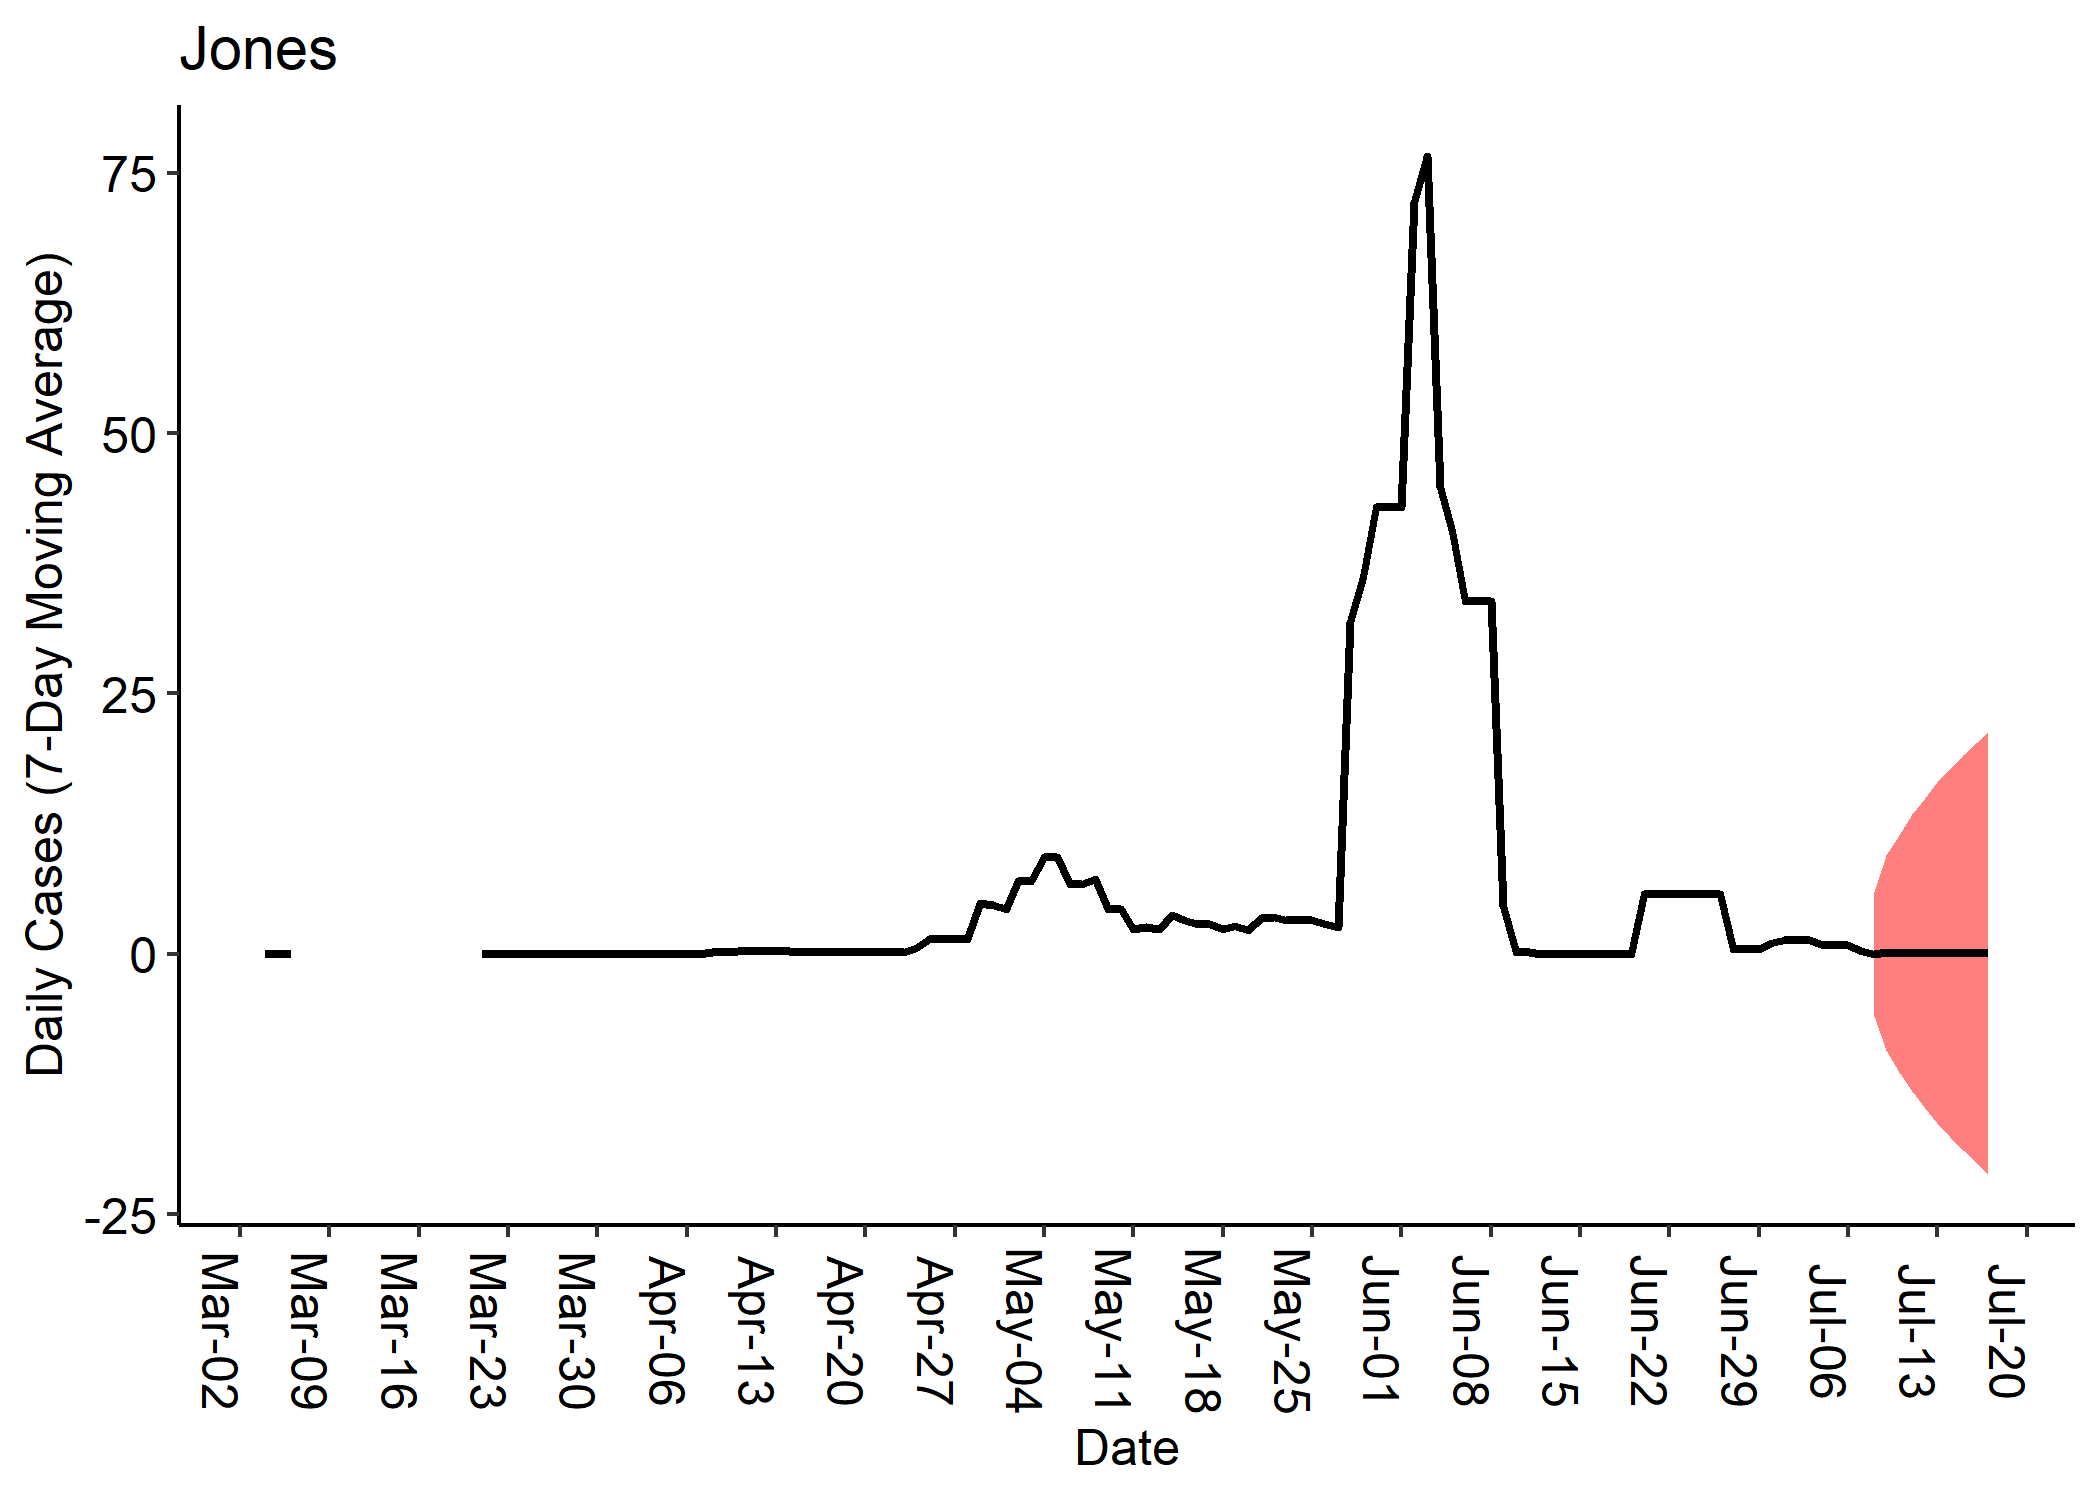 Jones
Daily Cases (7-Day Moving Average)
75
50
25
0
-25
Mar-02
Mar-09
Mar-16
Mar-23
Mar-30
Apr-06
Apr-13
Apr-20
Apr-27
May-04
May-11
May-18
May-25
Jun-01
Jun-08
Jun-15
Jun-22
Jun-29
Jul-06
Jul-13
Jul-20
Date